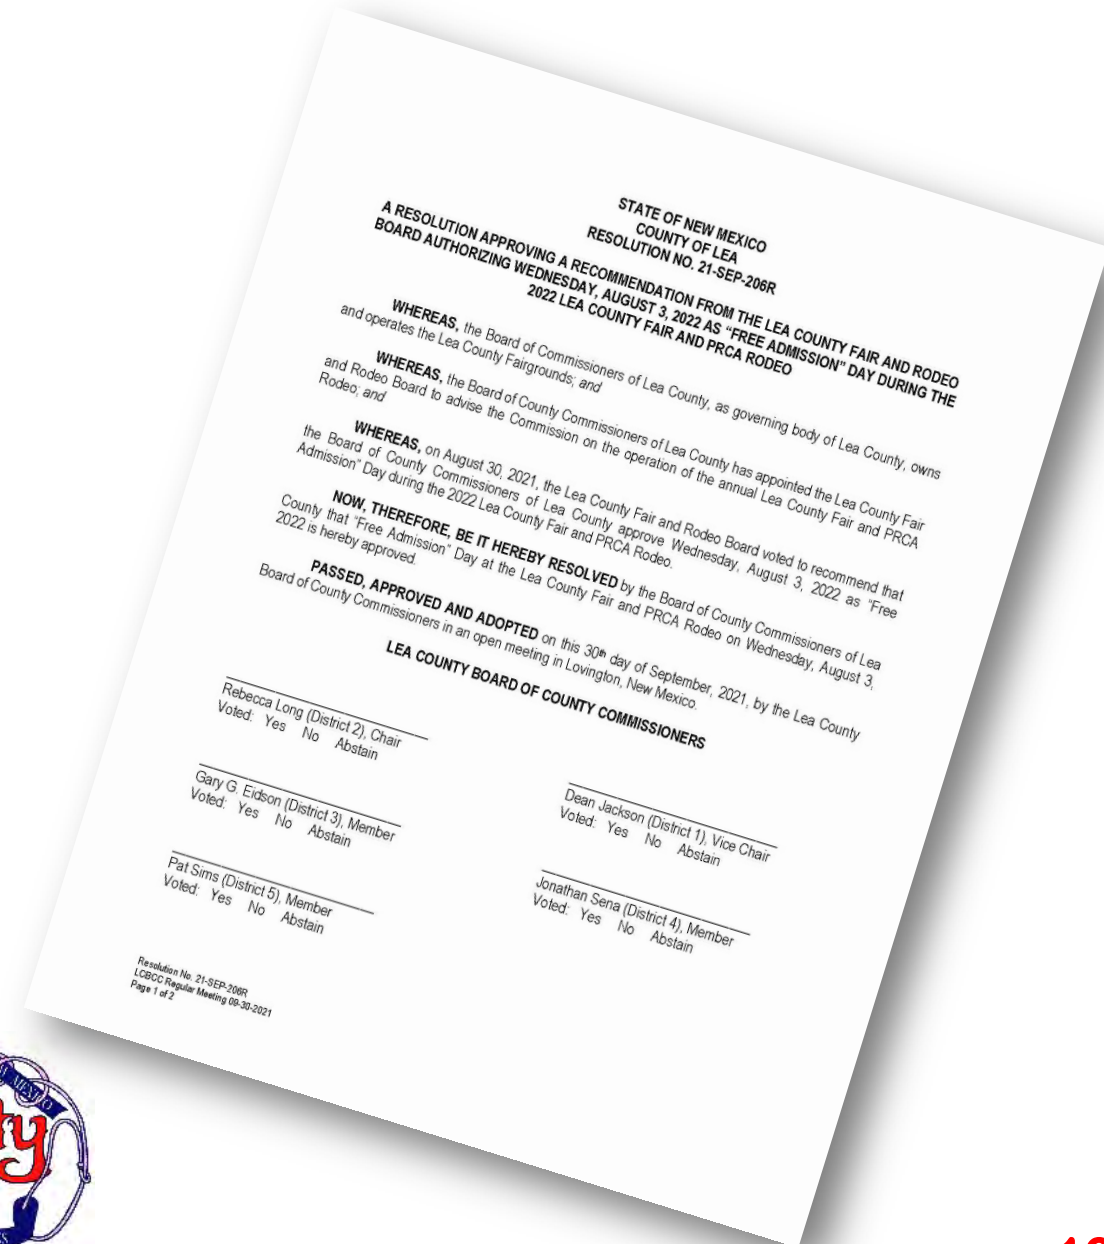 STATE OF NEW MEXICO
COUNTY OF LEA
RESOLUTION NO. 21-SEP-206R
A RESOLUTION APPROVING A RECOMMENDATION FROM THE LEA COUNTY FAIR AND RODEO
BOARD AUTHORIZING WEDNESDAY, AUGUST 3, 2022 AS "FREE ADMISSION" DAY DURING THE
2022 LEA COUNTY FAIR AND PRCA RODEO
WHEREAS, the Board of Commissioners of Lea County, as governing body of Lea County, owns
and operates the Lea County Fairgrounds; and
WHEREAS, the Board of County Commissioners of Lea County has appointed the Lea County Fair
and Rodeo Board to advise the Commission on the operation of the annual Lea County Fair and PRCA
Rodeo; and
WHEREAS, on August 30, 2021, the Lea County Fair and Rodeo Board voted to recommend that
the Board of County Commissioners of Lea County approve Wednesday, August 3, 2022 as "Free
Admission" Day during the 2022 Lea County Fair and PRCA Rodeo.
NOW, THEREFORE, BE IT HEREBY RESOLVED by the Board of County Commissioners of Lea
County that "Free Admission" Day at the Lea County Fair and PRCA Rodeo on Wednesday, August 3,
2022 is hereby approved.
PASSED, APPROVED AND ADOPTED on this 30th day of September, 2021, by the Lea County
Board of County Commissioners in an open meeting in Lovington, New Mexico.
LEA COUNTY BOARD OF COUNTY COMMISSIONERS
Rebecca Long (District 2), Chair
Voted: Yes No Abstain
Dean Jackson (District 1), Vice Chair
Voted: Yes No Abstain
Gary G. Eidson (District 3), Member
Voted: Yes No Abstain
Jonathan Sena (District 4), Member
Voted: Yes No Abstain
Pat Sims (District 5), Member
Voted: Yes No Abstain
Resolution No. 21-SEP-206R
LCBCC Regular Meeting 09-30-2021
Page 1 of 2